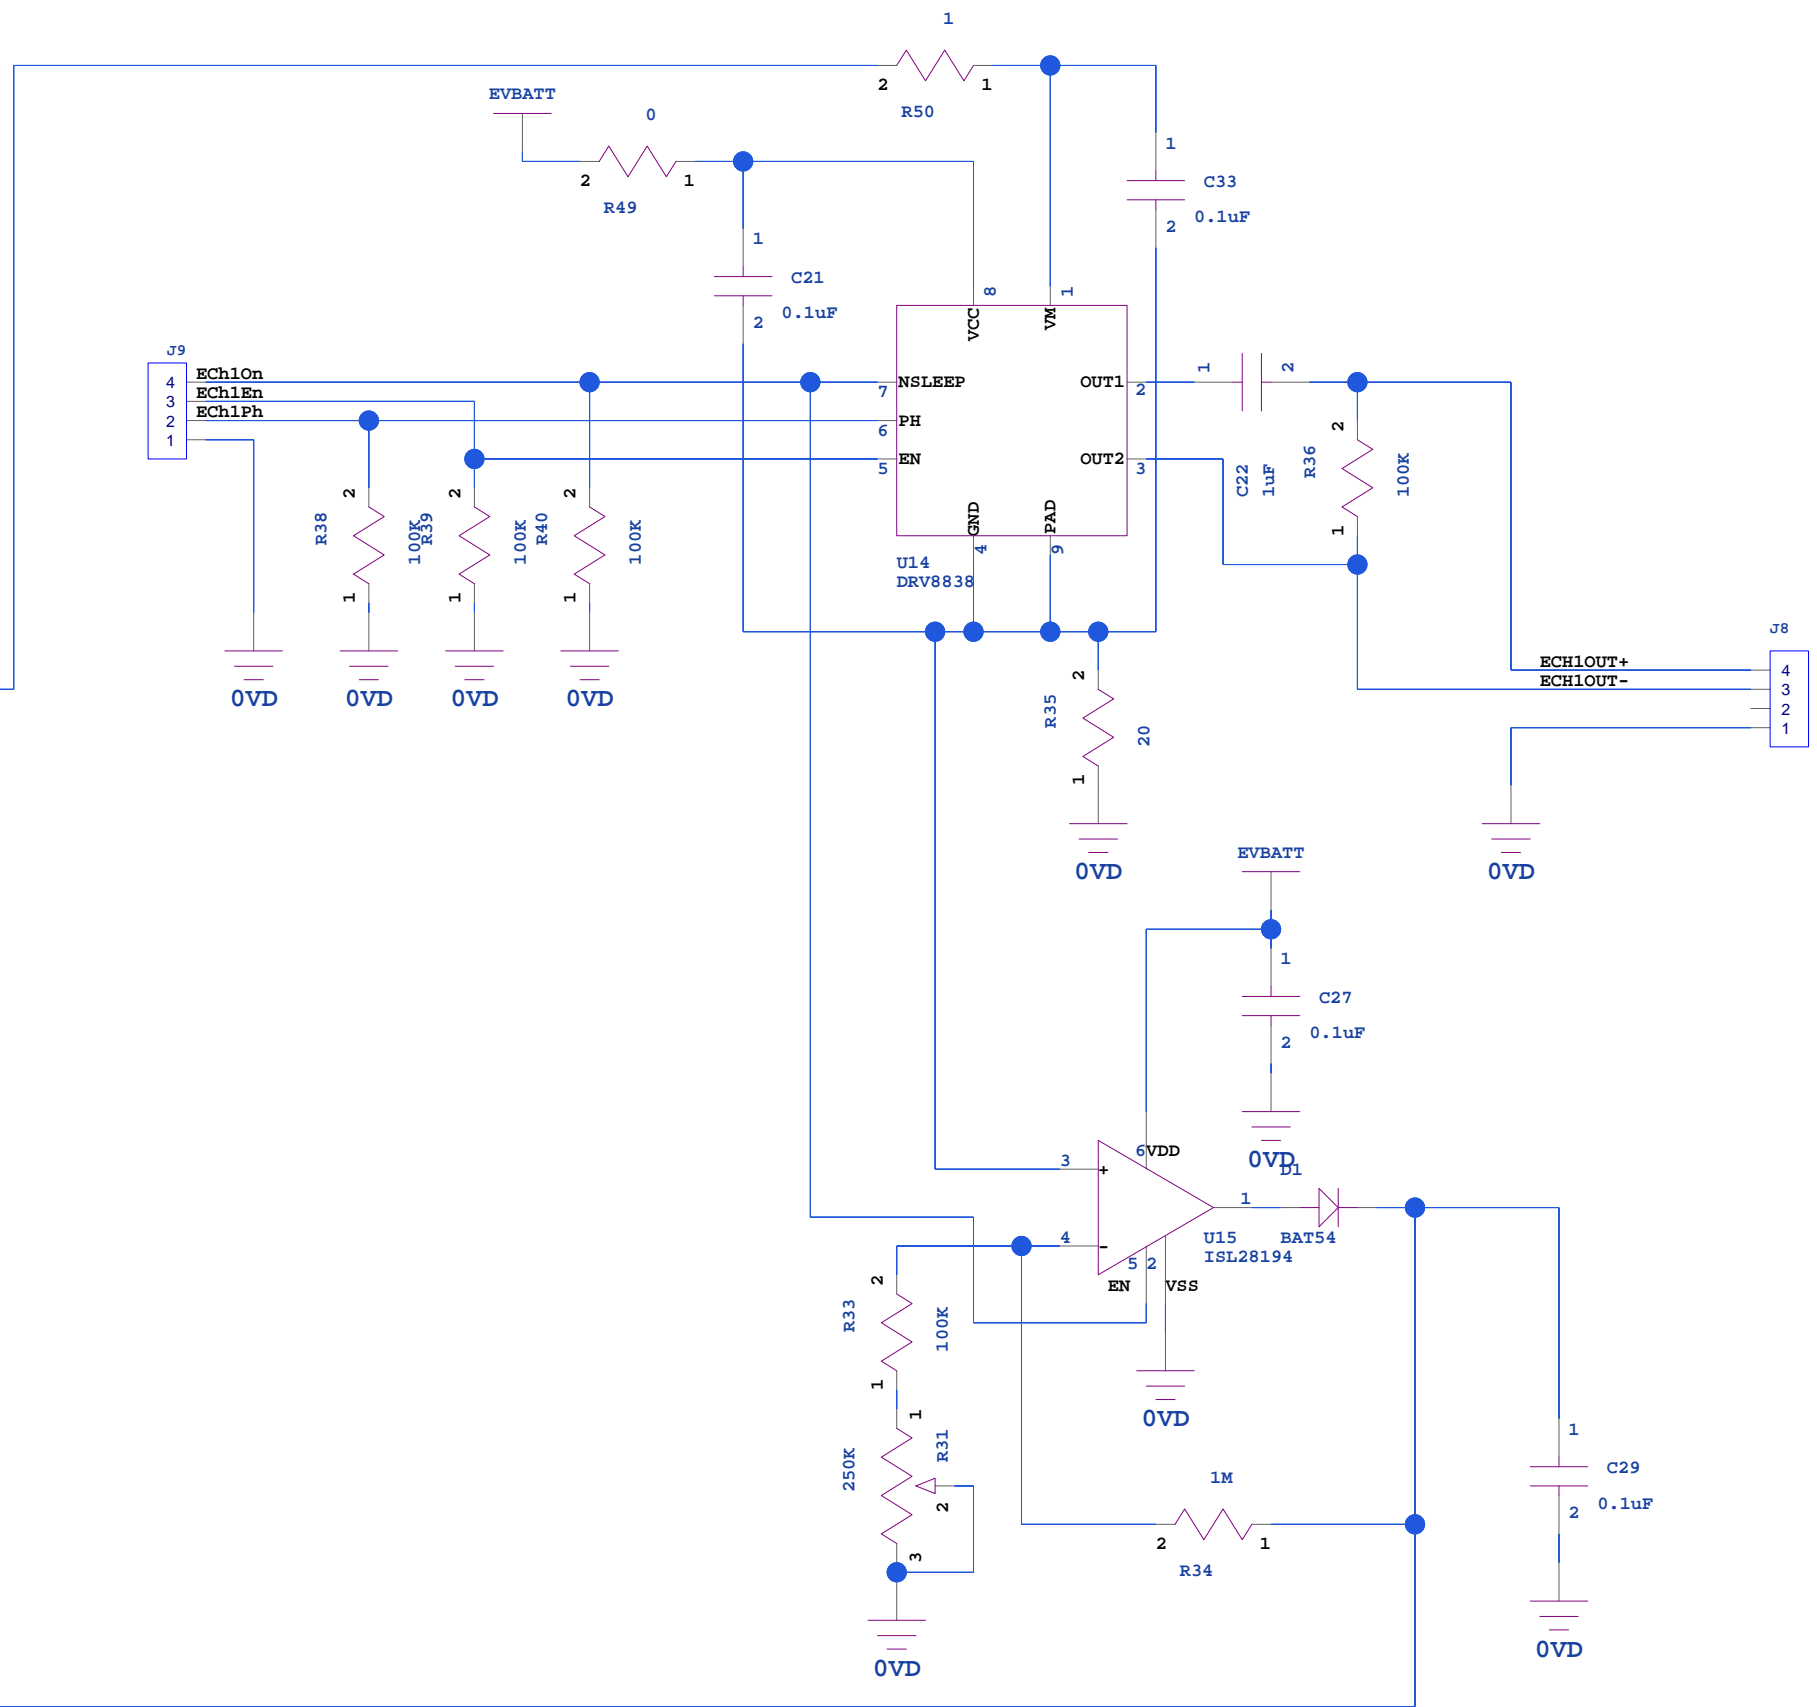 1
2
1
R50
EVBATT
0
2
1
R49
1
C33
0.1uF
2
1
C21
0.1uF
2
8
1
VCC
VM
J9
4
3
2
1
ECh1On
ECh1En
ECh1Ph
NSLEEP
7
PH
6
EN
5
OUT1
2
OUT2
3
GND
4
PAD
9
U14
DRV8838
1
2
C22
1uF
2
R36
100K
1
2
R38
100K
1
2
R39
100K
1
2
R40
100K
1
0VD
0VD
0VD
0VD
2
R35
20
1
0VD
J8
ECH1OUT+
ECH1OUT-
4
3
2
1
0VD
EVBATT
1
C27
0.1uF
2
0VD
D1
BAT54
3
+
6
VDD
1
4
-
5
2
EN
VSS
U15
ISL28194
0VD
2
R33
100K
1
1
R31
250K
2
3
0VD
1M
2
1
R34
1
C29
0.1uF
2
0VD